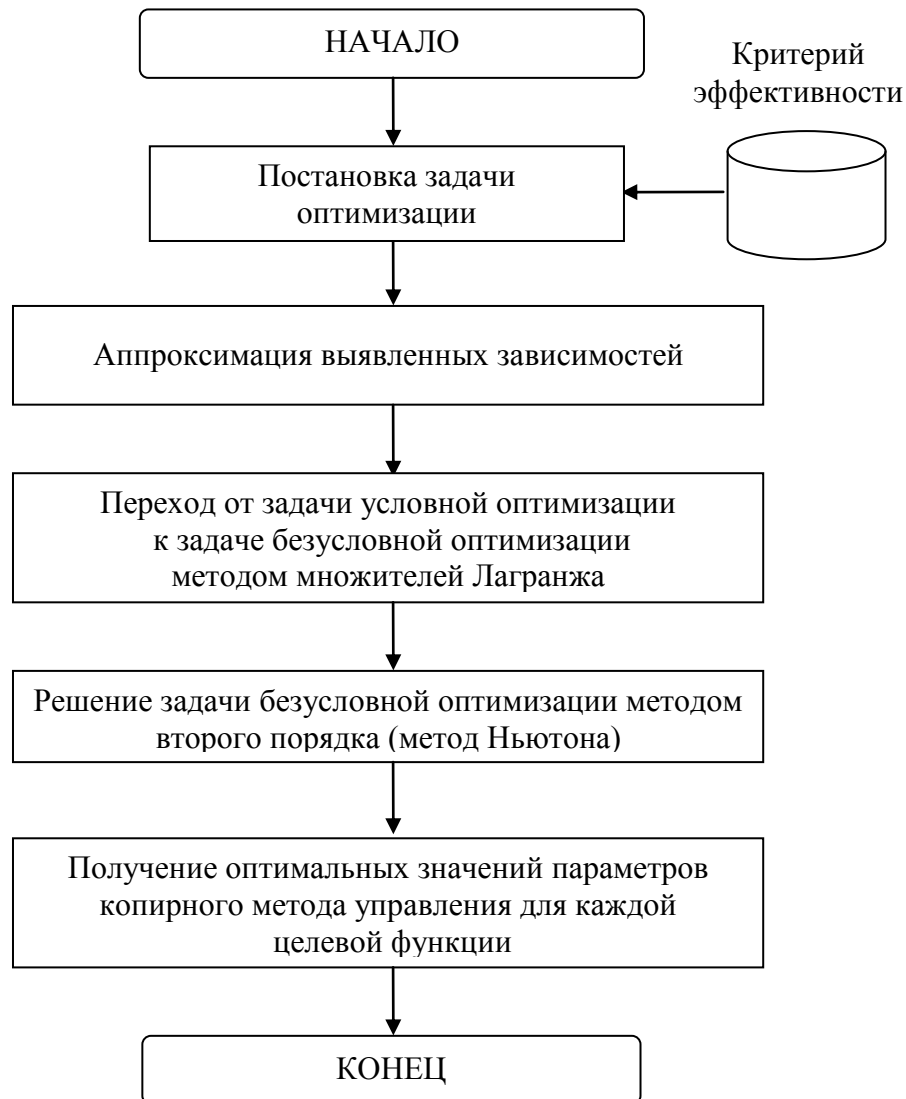 НАЧАЛО
Критерий
эффективности
Постановка задачи
оптимизации
Аппроксимация выявленных зависимостей
Переход от задачи условной оптимизации
к задаче безусловной оптимизации
методом множителей Лагранжа
Решение задачи безусловной оптимизации методом
второго порядка (метод Ньютона)
Получение оптимальных значений параметров
копирного метода управления для каждой
целевой функции
КОНЕЦ